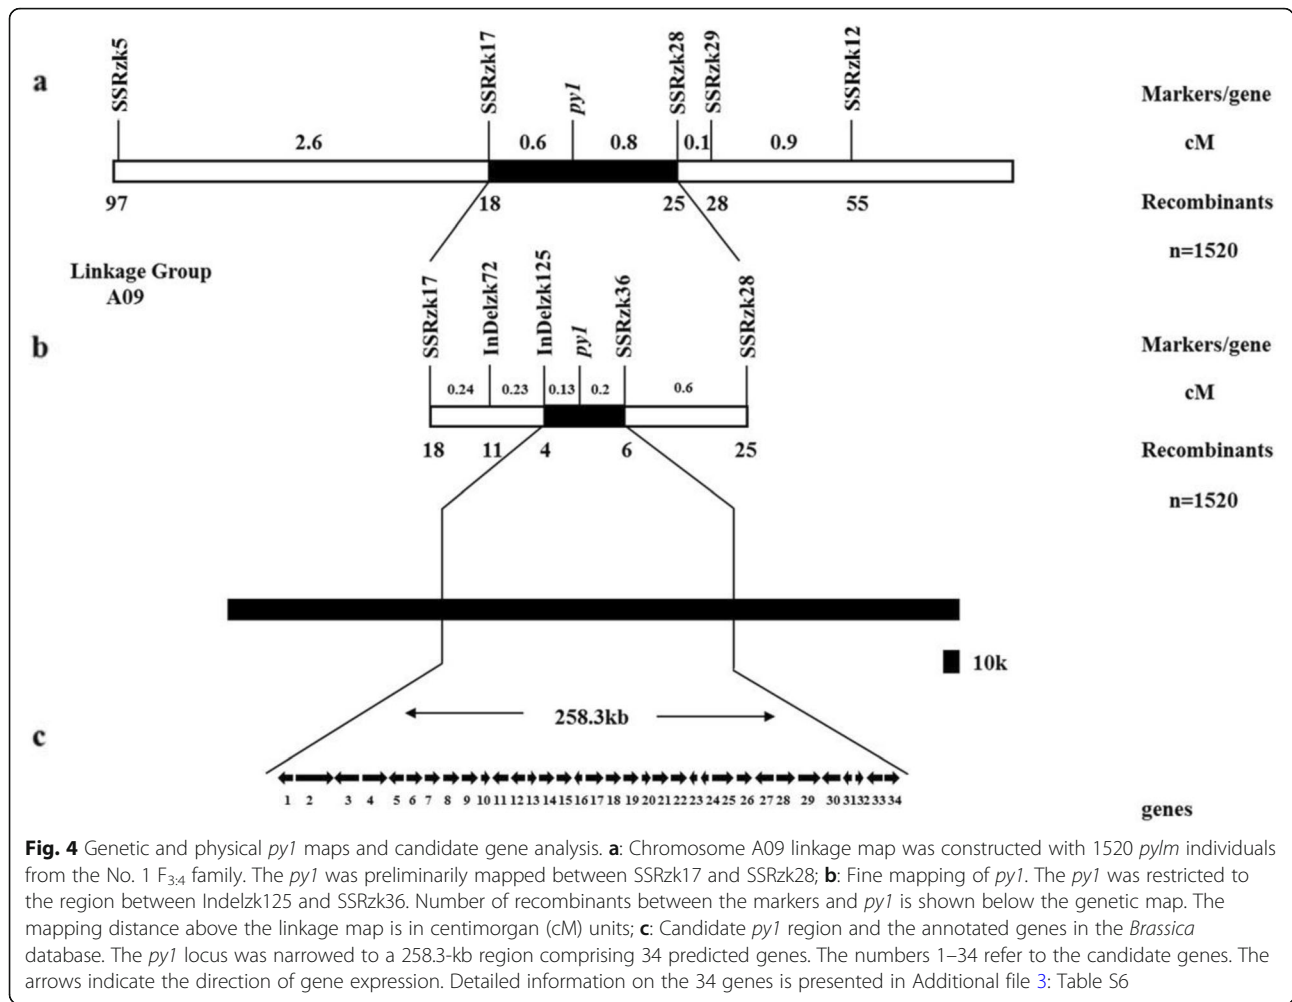 a
SSRzk5
SSRzk17
py1
SSRzk28
SSRzk29
SSRzk12
Markers/gene
2.6
0.6
0.8
0.1
0.9
cM
97
18
25
28
55
Recombinants
n=1520
Linkage Group
A09
b
SSRzk17
InDelzk72
InDelzk125
py1
SSRzk36
SSRzk28
Markers/gene
0.24
0.23
0.13
0.2
0.6
cM
18
11
4
6
25
Recombinants
n=1520
10k
258.3kb
c
1 2 3 4 5 6 7 8 9 10 11 12 13 14 15 16 17 18 19 20 21 22 23 24 25 26 27 28 29 30 31 32 33 34
genes
Fig. 4 Genetic and physical py1 maps and candidate gene analysis. a: Chromosome A09 linkage map was constructed with 1520 pylm individuals
from the No. 1 F3:4 family. The py1 was preliminarily mapped between SSRzk17 and SSRzk28; b: Fine mapping of py1. The py1 was restricted to
the region between Indelzk125 and SSRzk36. Number of recombinants between the markers and py1 is shown below the genetic map. The
mapping distance above the linkage map is in centimorgan (cM) units; c: Candidate py1 region and the annotated genes in the Brassica
database. The py1 locus was narrowed to a 258.3-kb region comprising 34 predicted genes. The numbers 1–34 refer to the candidate genes. The
arrows indicate the direction of gene expression. Detailed information on the 34 genes is presented in Additional file 3: Table S6